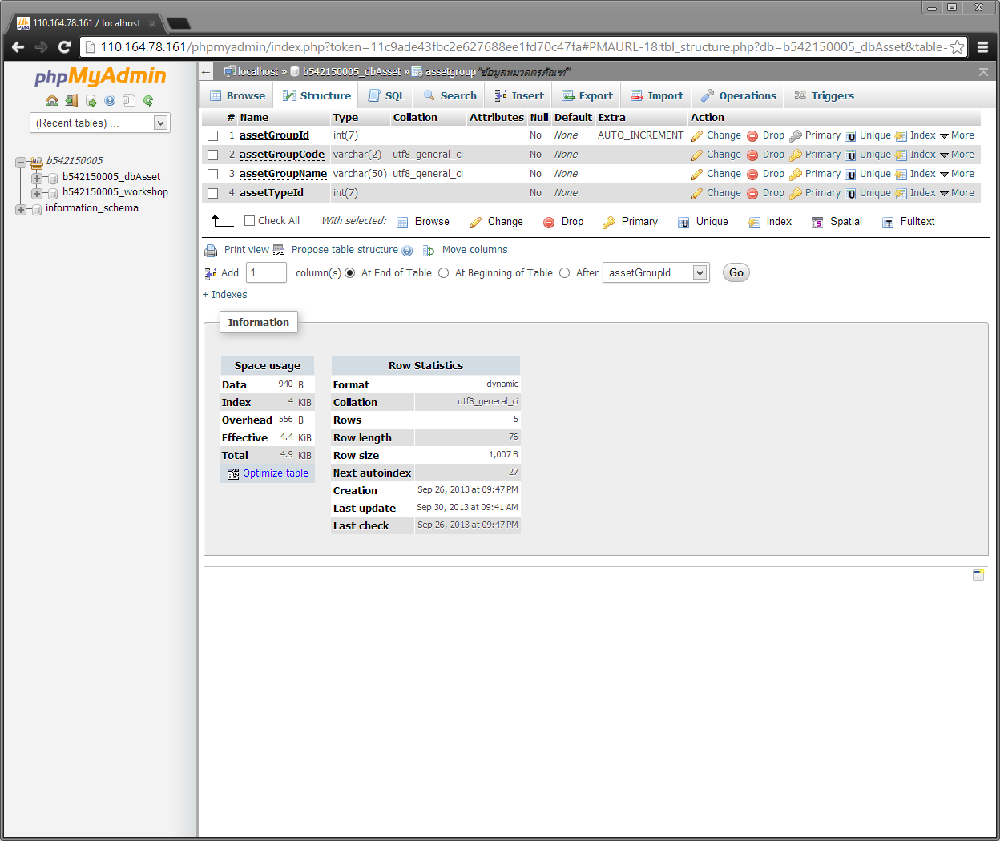 110.164.78.161 / localhost
110.164.78.161/phpmyadmin/index.php?token=11c9ade43fbc2e627688ee1fd70c47fa#PMAURL-18:tbl_structure.php?db=b542150005_dbAsset&table=
phpMyAdmin
(Recent tables) ...
b542150005
b542150005_dbAsset
b542150005_workshop
information_schema
localhost » b542150005_dbAsset » assetgroup "ข้อมูลหมวดครุภัณฑ์"
Browse Structure SQL Search Insert Export Import Operations Triggers
# Name Type Collation Attributes Null Default Extra Action
1 assetGroupId int(7) No None AUTO_INCREMENT Change Drop Primary Unique Index More
2 assetGroupCode varchar(2) utf8_general_ci No None Change Drop Primary Unique Index More
3 assetGroupName varchar(50) utf8_general_ci No None Change Drop Primary Unique Index More
4 assetTypeId int(7) No None Change Drop Primary Unique Index More
Check All With selected: Browse Change Drop Primary Unique Index Spatial Fulltext
Print view Propose table structure Move columns
Add 1 column(s) At End of Table At Beginning of Table After assetGroupId Go
+ Indexes
Information
Space usage
Data 940 B
Index 4 KiB
Overhead 556 B
Effective 4.4 KiB
Total 4.9 KiB
Optimize table
Row Statistics
Format dynamic
Collation utf8_general_ci
Rows 5
Row length 76
Row size 1,007 B
Next autoindex 27
Creation Sep 26, 2013 at 09:47 PM
Last update Sep 30, 2013 at 09:41 AM
Last check Sep 26, 2013 at 09:47 PM